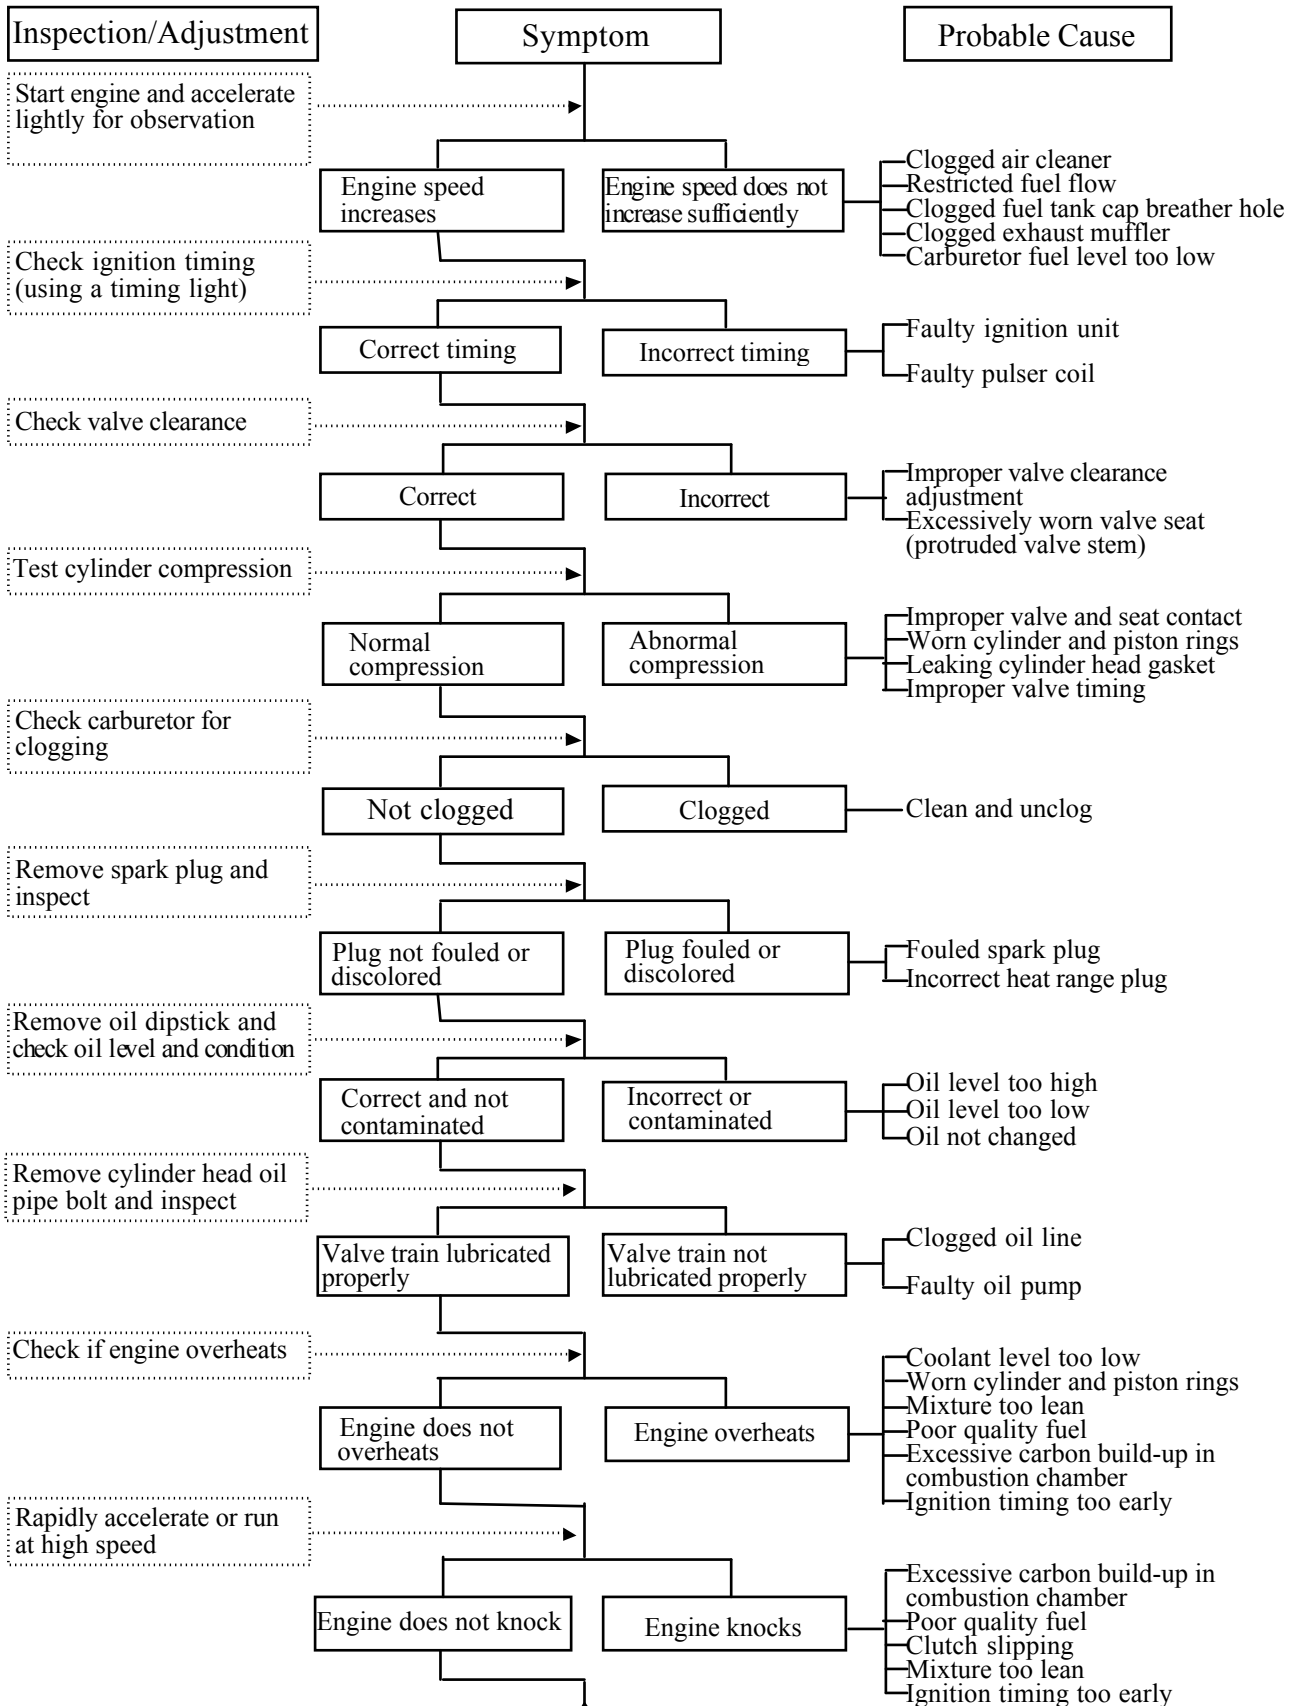 Inspection/Adjustment
Symptom
Probable Cause
Start engine and accelerate
lightly for observation
Engine speed
increases
Engine speed does not
increase sufficiently
Clogged air cleaner
Restricted fuel flow
Clogged fuel tank cap breather hole
Clogged exhaust muffler
Carburetor fuel level too low
Check ignition timing
(using a timing light)
Correct timing
Incorrect timing
Faulty ignition unit
Faulty pulser coil
Check valve clearance
Correct
Incorrect
Improper valve clearance
adjustment
Excessively worn valve seat
(protruded valve stem)
Test cylinder compression
Normal
compression
Abnormal
compression
Improper valve and seat contact
Worn cylinder and piston rings
Leaking cylinder head gasket
Improper valve timing
Check carburetor for
clogging
Not clogged
Clogged
Clean and unclog
Remove spark plug and
inspect
Plug not fouled or
discolored
Plug fouled or
discolored
Fouled spark plug
Incorrect heat range plug
Remove oil dipstick and
check oil level and condition
Correct and not
contaminated
Incorrect or
contaminated
Oil level too high
Oil level too low
Oil not changed
Remove cylinder head oil
pipe bolt and inspect
Valve train lubricated
properly
Valve train not
lubricated properly
Clogged oil line
Faulty oil pump
Check if engine overheats
Engine does not
overheats
Engine overheats
Coolant level too low
Worn cylinder and piston rings
Mixture too lean
Poor quality fuel
Excessive carbon build-up in
combustion chamber
Ignition timing too early
Rapidly accelerate or run
at high speed
Engine does not knock
Engine knocks
Excessive carbon build-up in
combustion chamber
Poor quality fuel
Clutch slipping
Mixture too lean
Ignition timing too early